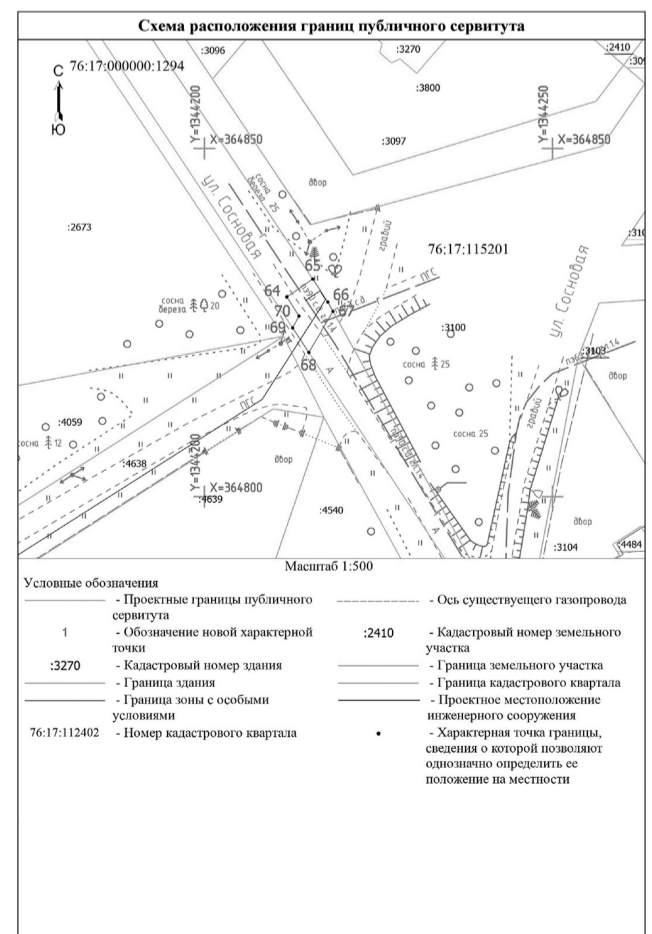 Схема расположения границ публичного сервитута
:3096
:3270
:2410
С
76:17:000000:1294
:3800
Ю
Y=1344200
X=364850
Y=1344250
X=364850
:3097
сосна
береза 25
двор
ул. Сосновая
гравий
:2673
76:17:115201
ул. Сосновая
65
64
66
67
70
69
68
ПГС
сосна
береза
20
:3100
:3103
сосна
25
двор
гравий
А
:4059
ПГС
сосна
12
сосна 25
:4638
Y=1344200
X=364800
:4639
двор
:4540
А
двор
:3104
:4484
Масштаб 1:500
Условные обозначения
- Проектные границы публичного
сервитута
- Ось существуещего газопровода
1
- Обозначение новой характерной
точки
:2410
- Кадастровый номер земельного
участка
:3270
- Кадастровый номер здания
- Граница земельного участка
- Граница здания
- Граница кадастрового квартала
- Граница зоны с особыми
условиями
- Проектное местоположение
инженерного сооружения
76:17:112402
- Номер кадастрового квартала
- Характерная точка границы,
сведения о которой позволяют
однозначно определить ее
положение на местности